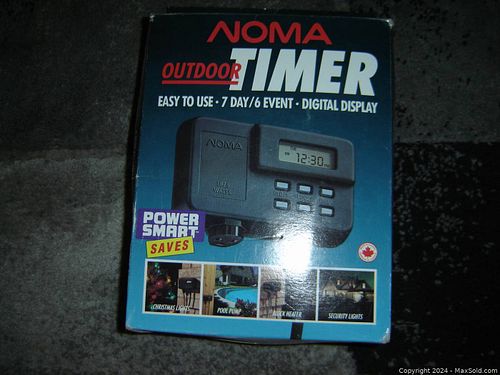 NOMA
OUTDOOR TIMER
EASY TO USE · 7 DAY/6 EVENT · DIGITAL DISPLAY
NOMA
12:30
POWER
SMART
SAVES
CHRISTMAS LIGHTS
POOL PUMP
BLOCK HEATER
SECURITY LIGHTS
Copyright 2024 - MaxSold.com